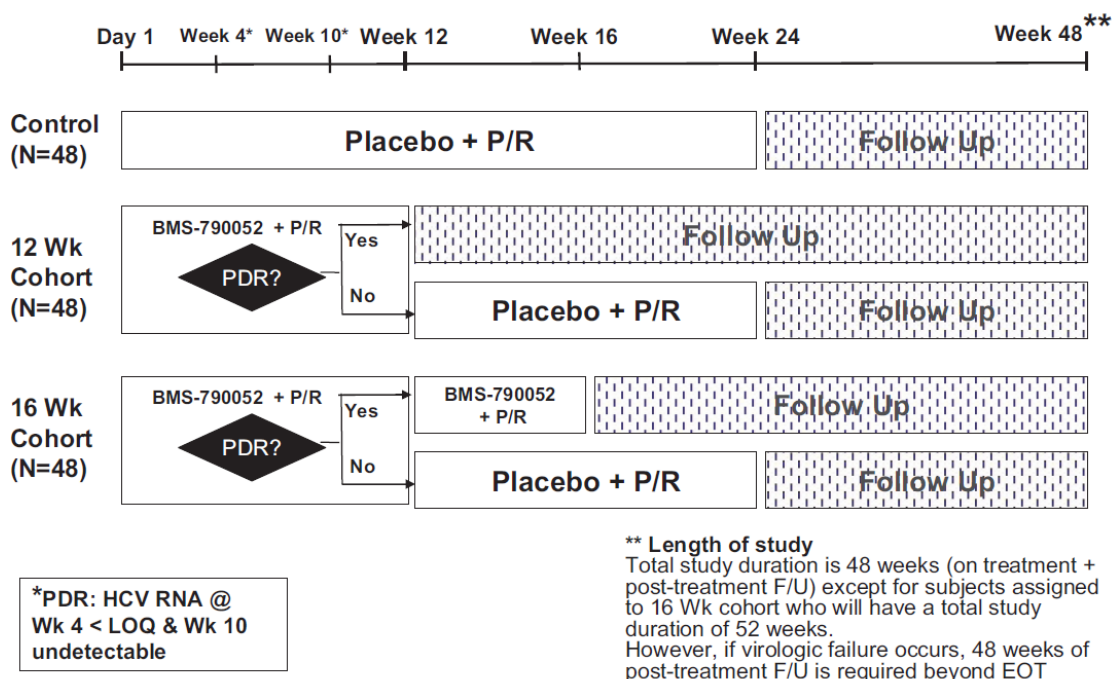 Day 1 Week 4* Week 10* Week 12 Week 16 Week 24 Week 48**
Control
(N=48)
Placebo + P/R
Follow Up
12 Wk
Cohort
(N=48)
BMS-790052 + P/R
PDR?
Yes
No
Follow Up
Placebo + P/R
Follow Up
16 Wk
Cohort
(N=48)
BMS-790052 + P/R
PDR?
Yes
No
BMS-790052
+ P/R
Follow Up
Placebo + P/R
Follow Up
*PDR: HCV RNA @
Wk 4 < LOQ & Wk 10
undetectable
** Length of study
Total study duration is 48 weeks (on treatment +
post-treatment F/U) except for subjects assigned
to 16 Wk cohort who will have a total study
duration of 52 weeks.
However, if virologic failure occurs, 48 weeks of
post-treatment F/U is required beyond EOT